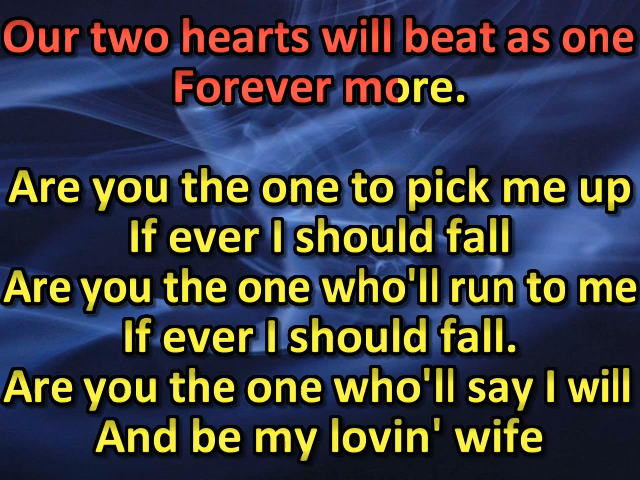 Our two hearts will beat as one
Forever more.
Are you the one to pick me up
If ever I should fall
Are you the one who'll run to me
If ever I should fall.
Are you the one who'll say I will
And be my lovin' wife